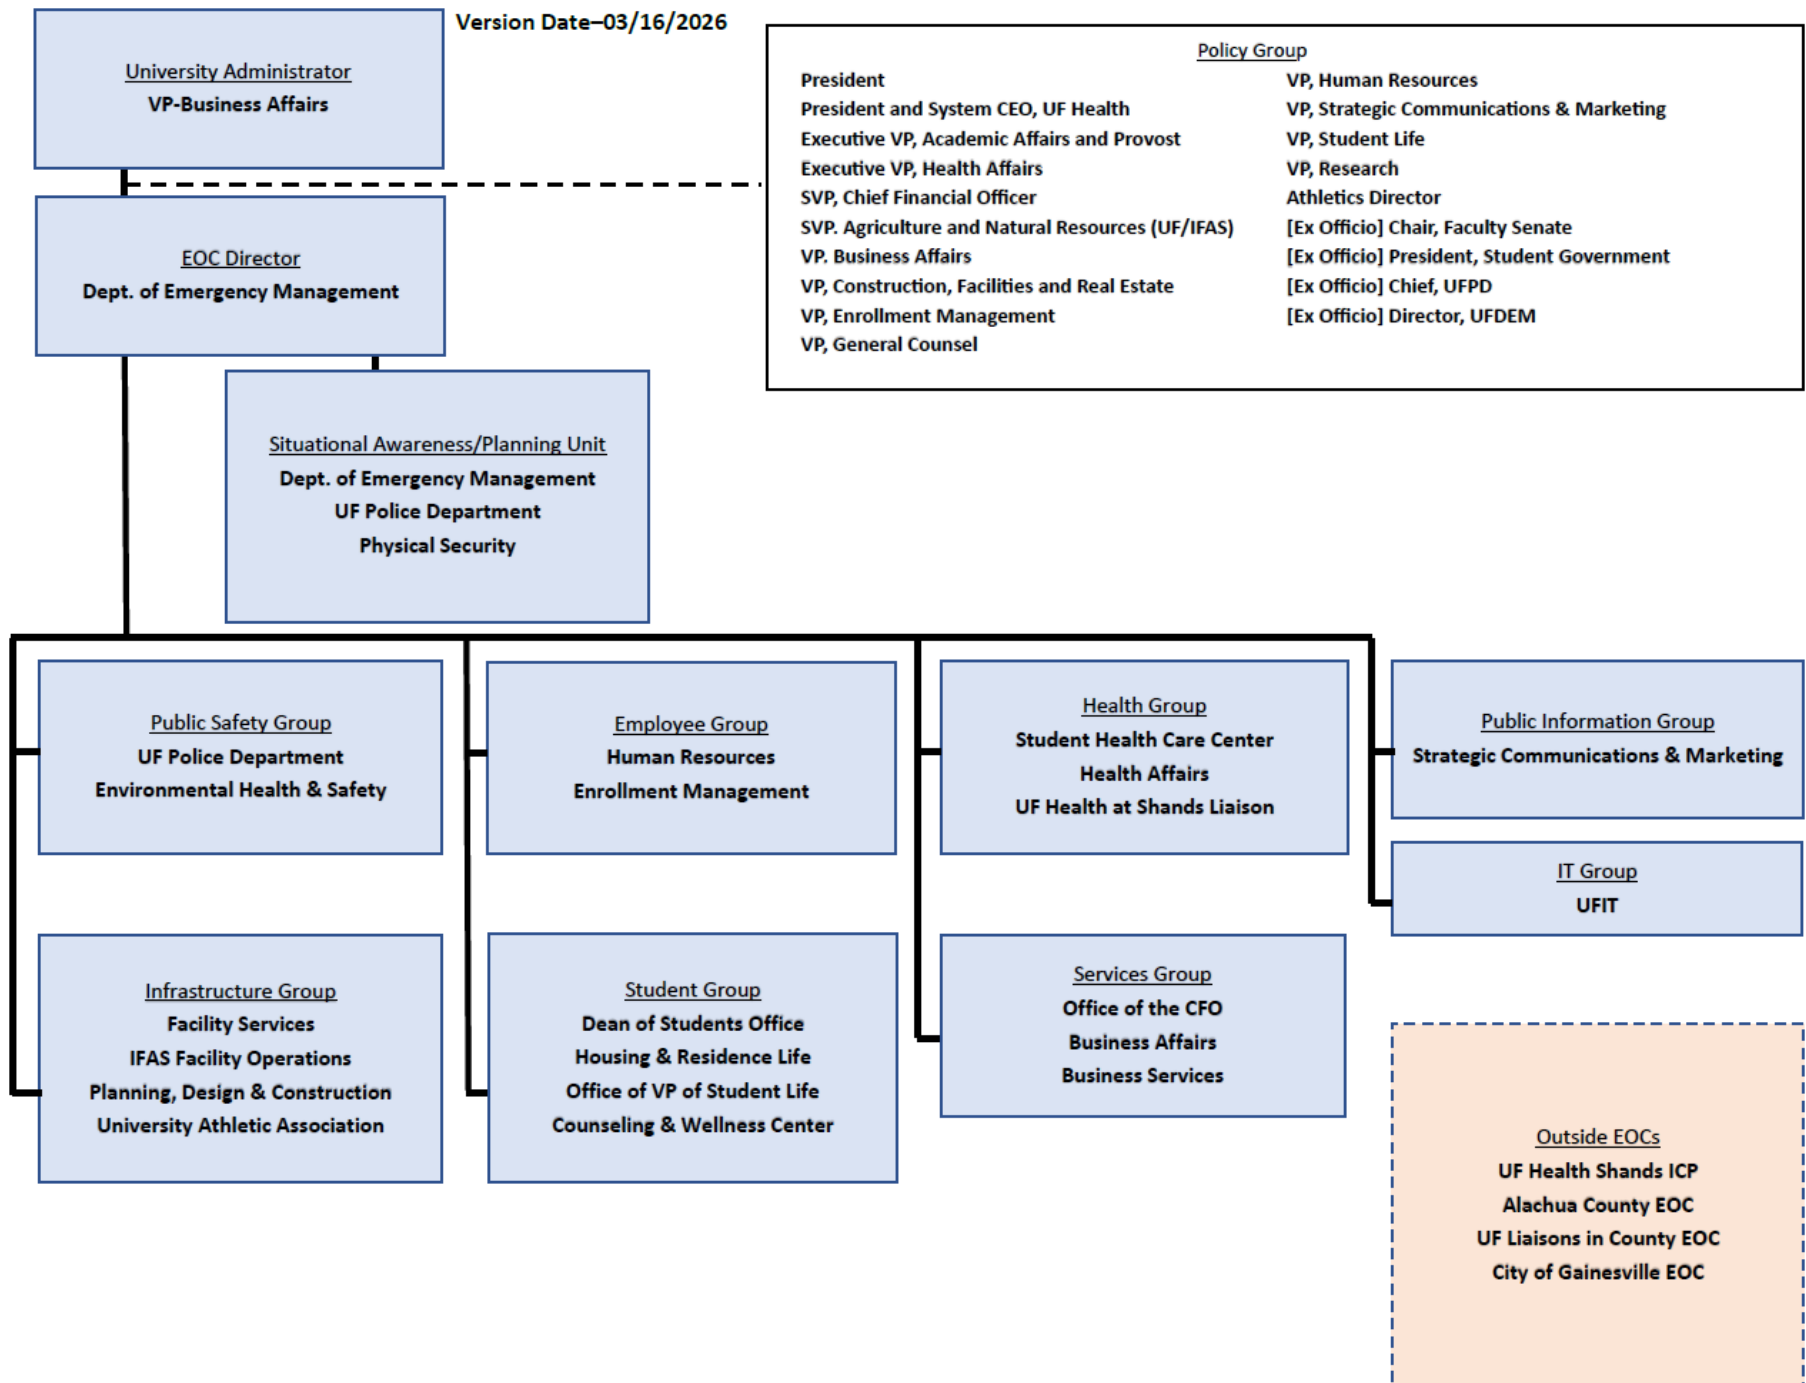 Version Date–03/16/2026
University Administrator
VP-Business Affairs
Policy Group
President
President and System CEO, UF Health
Executive VP, Academic Affairs and Provost
Executive VP, Health Affairs
SVP, Chief Financial Officer
SVP. Agriculture and Natural Resources (UF/IFAS)
VP. Business Affairs
VP, Construction, Facilities and Real Estate
VP, Enrollment Management
VP, General Counsel
VP, Human Resources
VP, Strategic Communications & Marketing
VP, Student Life
VP, Research
Athletics Director
[Ex Officio] Chair, Faculty Senate
[Ex Officio] President, Student Government
[Ex Officio] Chief, UFPD
[Ex Officio] Director, UFDEM
EOC Director
Dept. of Emergency Management
Situational Awareness/Planning Unit
Dept. of Emergency Management
UF Police Department
Physical Security
Public Safety Group
UF Police Department
Environmental Health & Safety
Employee Group
Human Resources
Enrollment Management
Health Group
Student Health Care Center
Health Affairs
UF Health at Shands Liaison
Public Information Group
Strategic Communications & Marketing
IT Group
UFIT
Infrastructure Group
Facility Services
IFAS Facility Operations
Planning, Design & Construction
University Athletic Association
Student Group
Dean of Students Office
Housing & Residence Life
Office of VP of Student Life
Counseling & Wellness Center
Services Group
Office of the CFO
Business Affairs
Business Services
Outside EOCs
UF Health Shands ICP
Alachua County EOC
UF Liaisons in County EOC
City of Gainesville EOC